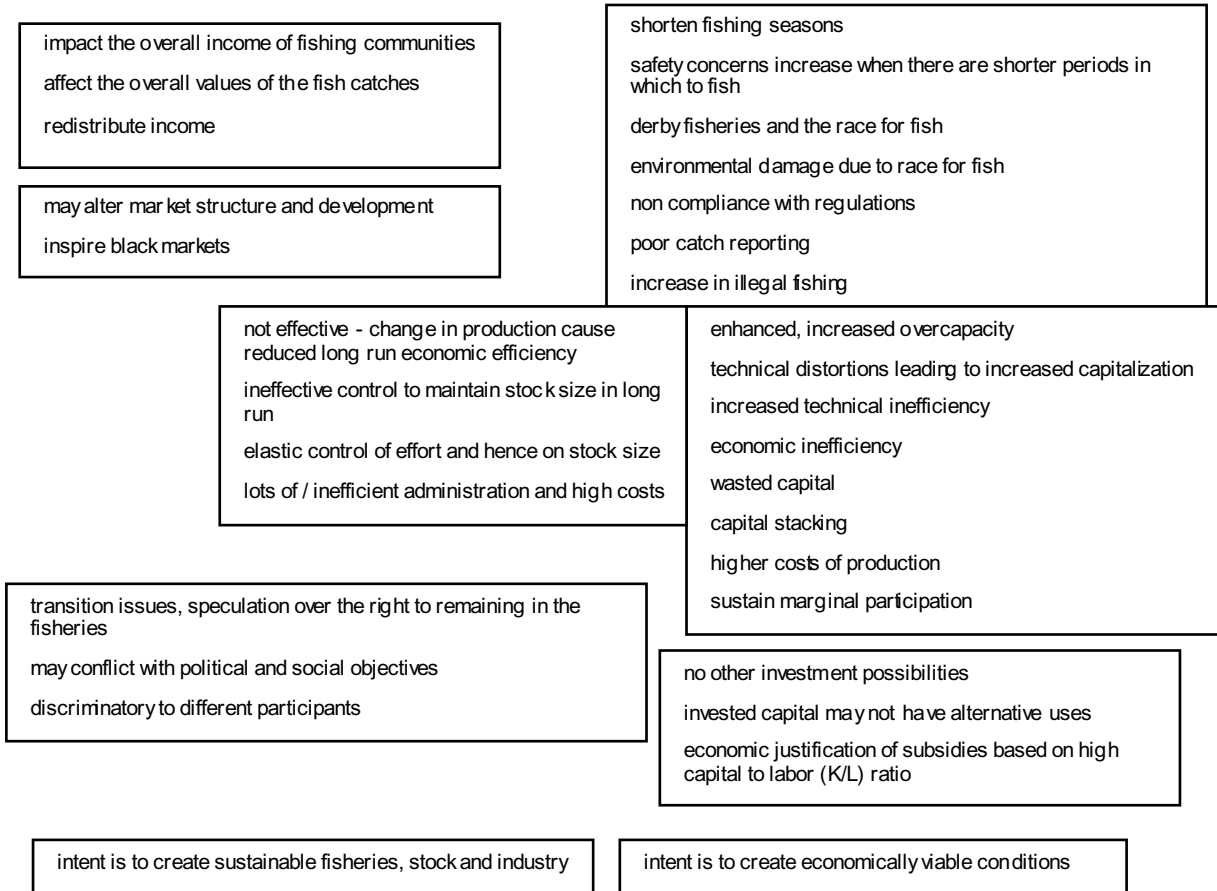 impact the overall income of fishing communities
affect the overall values of the fish catches
redistribute income
may alter market structure and development
inspire black markets
shorten fishing seasons
safety concerns increase when there are shorter periods in
which to fish
derby fisheries and the race for fish
environmental damage due to race for fish
non compliance with regulations
poor catch reporting
increase in illegal fishing
not effective - change in production cause
reduced long run economic efficiency
ineffective control to maintain stock size in long
run
elastic control of effort and hence on stock size
lots of / inefficient administration and high costs
enhanced, increased overcapacity
technical distortions leading to increased capitalization
increased technical inefficiency
economic inefficiency
wasted capital
capital stacking
higher costs of production
sustain marginal participation
transition issues, speculation over the right to remaining in the
fisheries
may conflict with political and social objectives
discriminatory to different participants
no other investment possibilities
invested capital may not have alternative uses
economic justification of subsidies based on high
capital to labor (K/L) ratio
intent is to create sustainable fisheries, stock and industry
intent is to create economically viable conditions